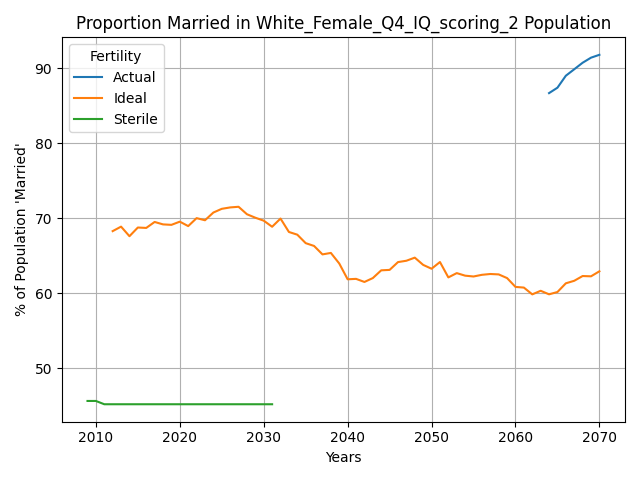 Proportion Married in White_Female_Q4_IQ_scoring_2 Population
Fertility
Actual
Ideal
Sterile
% of Population 'Married'
90
80
70
60
50
2010 2020 2030 2040 2050 2060 2070
Years